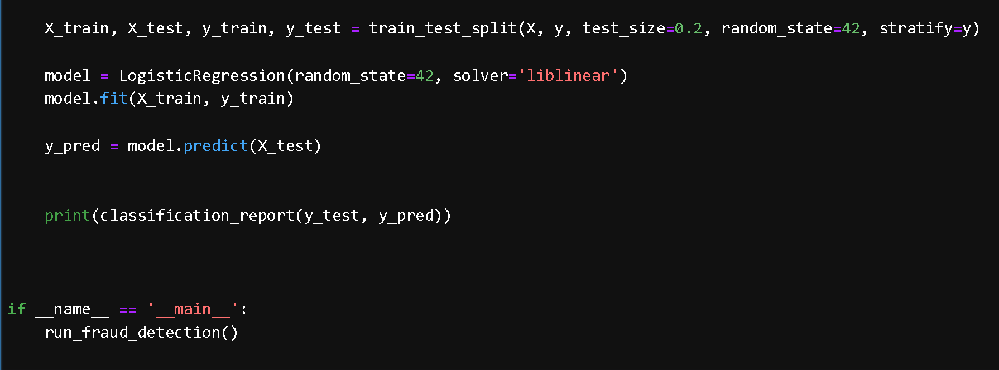 X_train, X_test, y_train, y_test = train_test_split(X, y, test_size=0.2, random_state=42, stratify=y)
model = LogisticRegression(random_state=42, solver='liblinear')
model.fit(X_train, y_train)
y_pred = model.predict(X_test)
print(classification_report(y_test, y_pred))
if __name__ == '__main__':
run_fraud_detection()